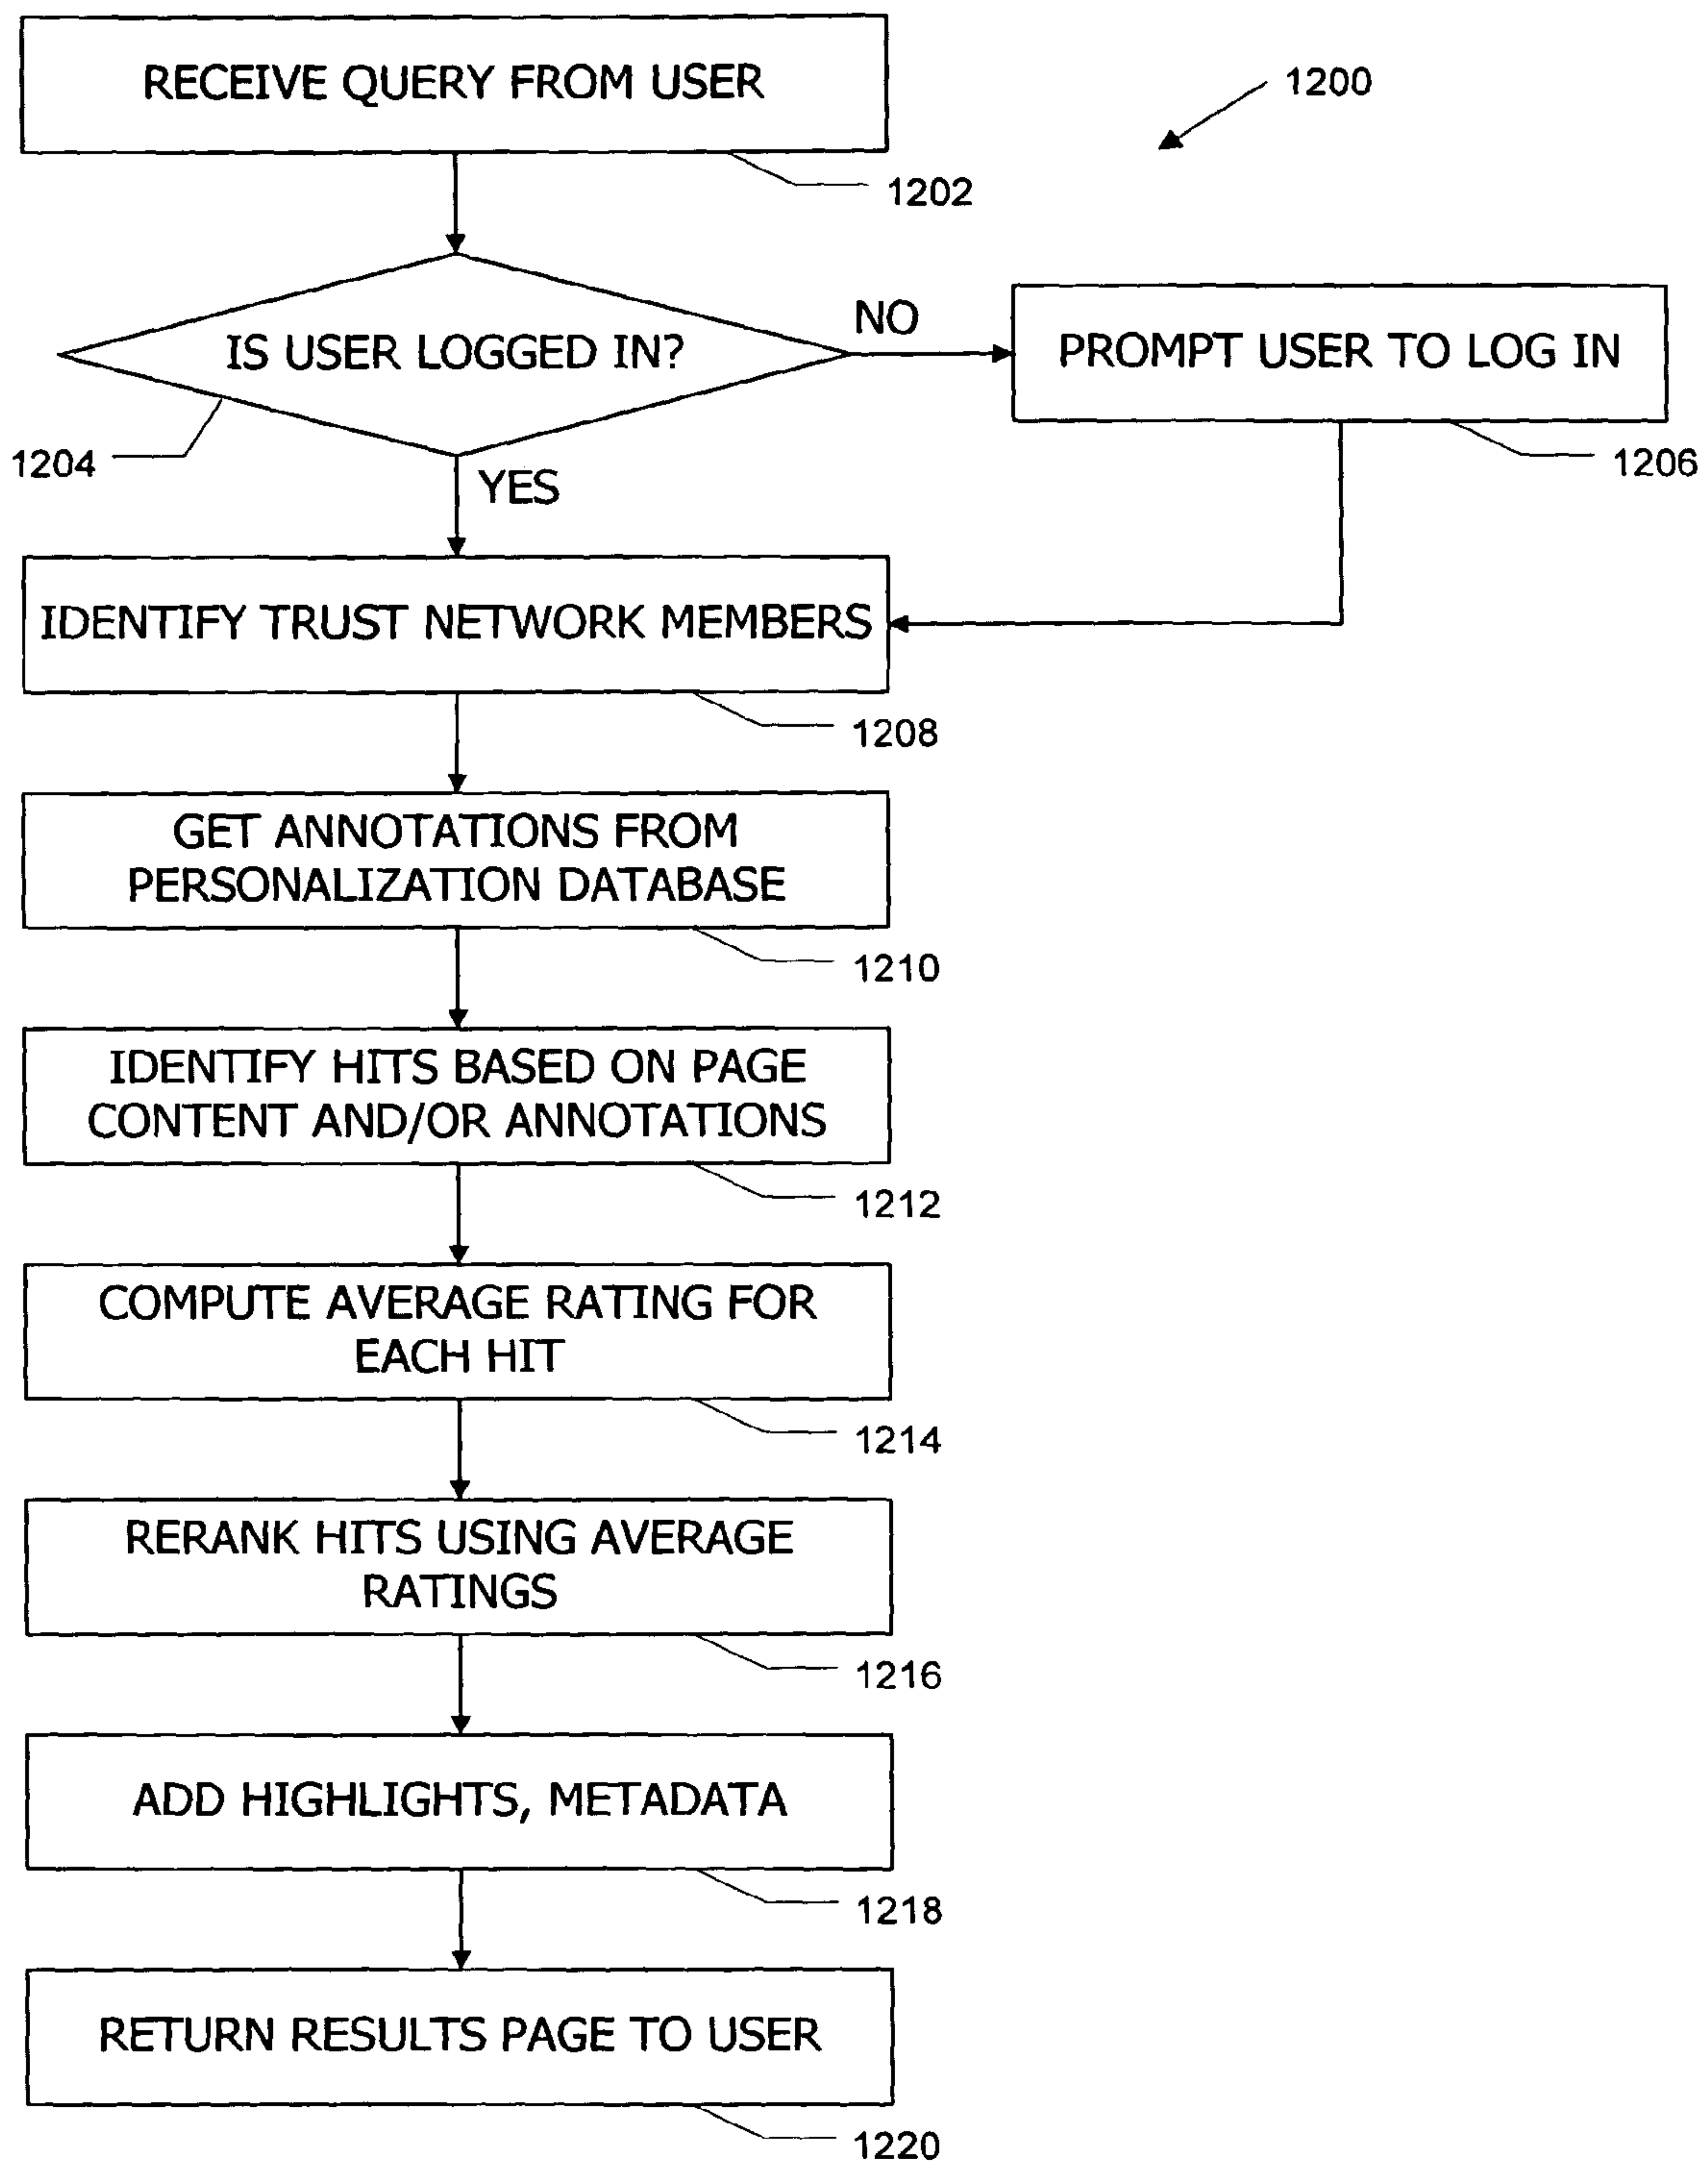 RECEIVE QUERY FROM USER
1200
1202
IS USER LOGGED IN?
NO
PROMPT USER TO LOG IN
1204
YES
1206
IDENTIFY TRUST NETWORK MEMBERS
1208
GET ANNOTATIONS FROM
PERSONALIZATION DATABASE
1210
IDENTIFY HITS BASED ON PAGE
CONTENT AND/OR ANNOTATIONS
1212
COMPUTE AVERAGE RATING FOR
EACH HIT
1214
RERANK HITS USING AVERAGE
RATINGS
1216
ADD HIGHLIGHTS, METADATA
1218
RETURN RESULTS PAGE TO USER
1220